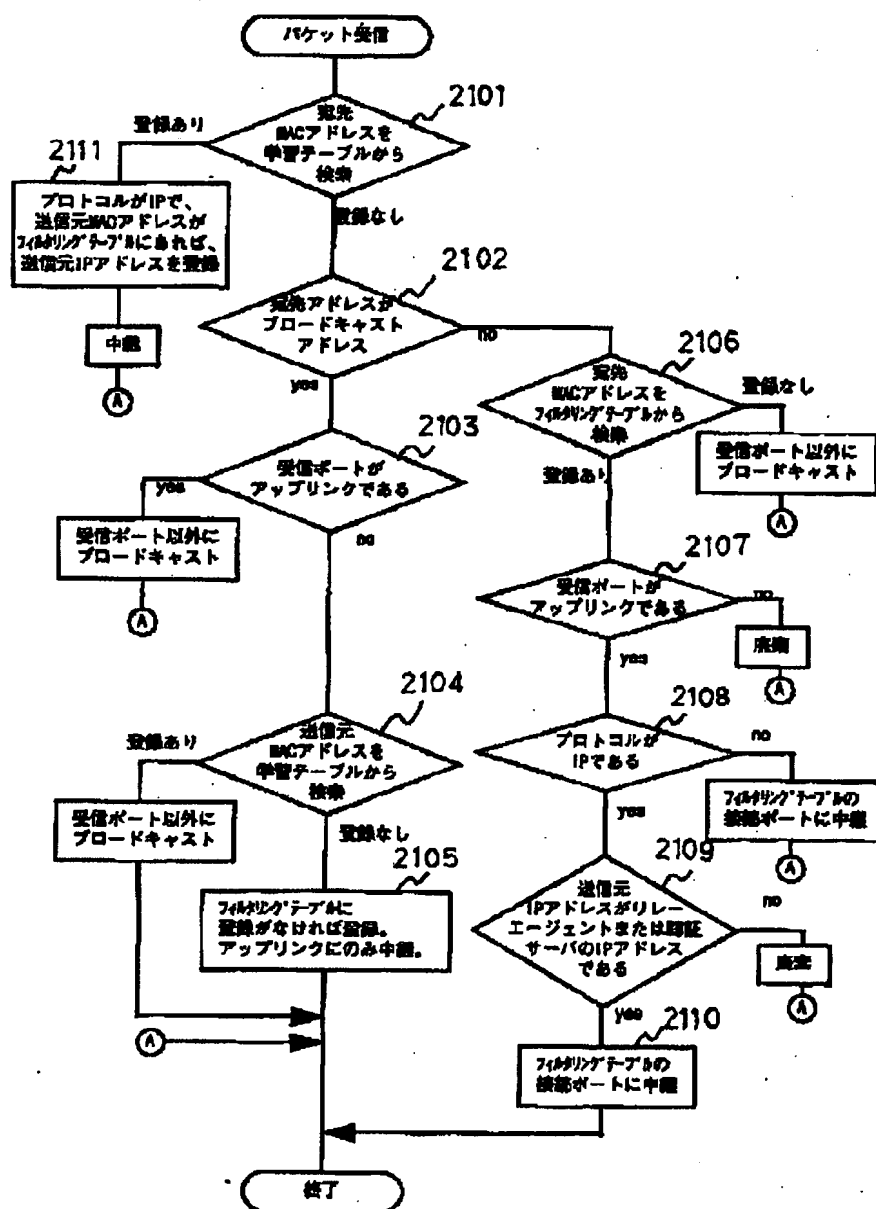 パケット受信
2101
宛先
MACアドレスを
学習テーブルから
検索
登録あり
登録なし
2111
プロトコルがIPで、
送信元MACアドレスが
フィルタリングテーブルにあれば、
送信元IPアドレスを登録
中継
A
2102
宛先アドレスが
ブロードキャスト
アドレス
no
yes
2106
宛先
MACアドレスを
フィルタリングテーブルから
検索
登録なし
登録あり
受信ポート以外に
ブロードキャスト
A
2103
受信ポートが
アップリンクである
yes
no
受信ポート以外に
ブロードキャスト
A
2107
受信ポートが
アップリンクである
no
yes
廃棄
A
2104
送信元
MACアドレスを
学習テーブルから
検索
登録あり
登録なし
受信ポート以外に
ブロードキャスト
2108
プロトコルが
IPである
no
yes
フィルタリングテーブルの
接続ポートに中継
A
2105
フィルタリングテーブルに
登録がなければ登録。
アップリンクにのみ中継。
2109
送信元
IPアドレスがリレー
エージェントまたは認証
サーバのIPアドレス
である
no
yes
廃棄
A
A
2110
フィルタリングテーブルの
接続ポートに中継
終了